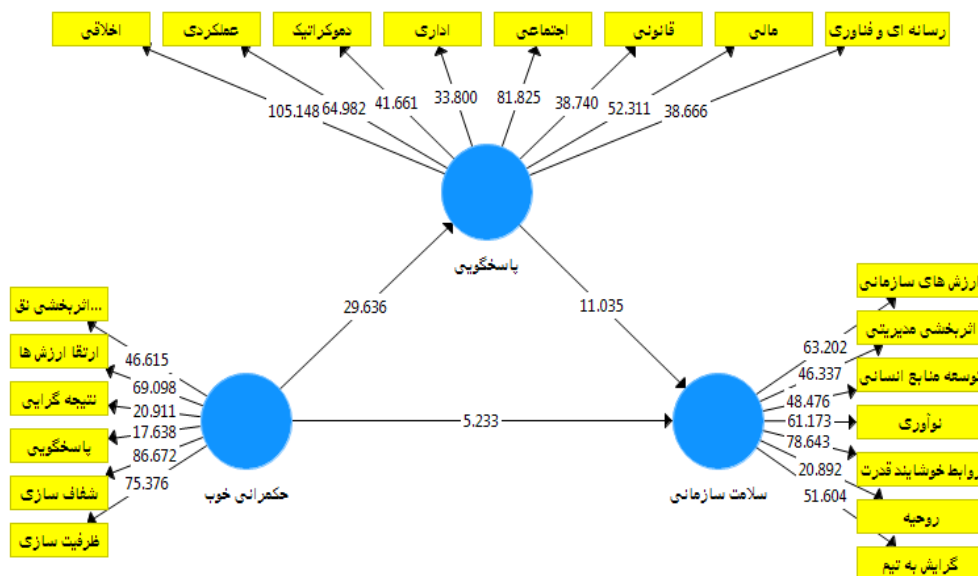 رسانه ای و فناوری
مالی
قانونی
اجتماعی
اداری
دموکراتیک
عملکردی
اخلاقی
105.148
64.982
41.661
33.800
81.825
38.740
52.311
38.666
پاسخگویی
29.636
11.035
5.233
اثربخشی نق...
ارتقا ارزش ها
نتیجه گرایی
پاسخگویی
شفاف سازی
ظرفیت سازی
46.615
69.098
20.911
17.638
86.672
75.376
حکمرانی خوب
ارزش های سازمانی
اثربخشی مدیریتی
توسعه منابع انسانی
نوآوری
روابط خوشایند قدرت
روحیه
گرایش به تیم
63.202
46.337
48.476
61.173
78.643
20.892
51.604
سلامت سازمانی